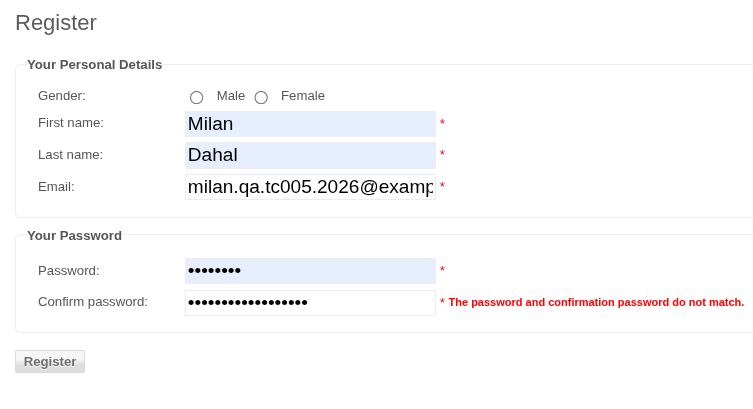 Register
Your Personal Details
Gender: Male Female
First name: Milan *
Last name: Dahal *
Email: milan.qa.tc005.2026@examp *
Your Password
Password: •••••••• *
Confirm password: •••••••••••••••••• * The password and confirmation password do not match.
Register